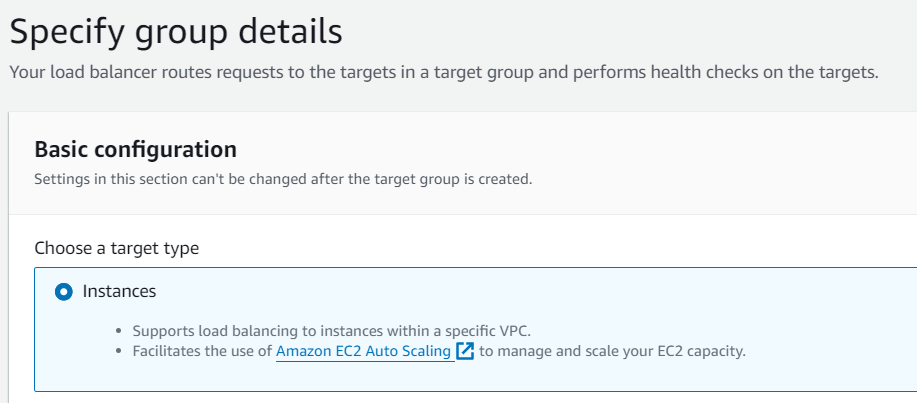 Specify group details
Your load balancer routes requests to the targets in a target group and performs health checks on the targets.
Basic configuration
Settings in this section can't be changed after the target group is created.
Choose a target type
Instances
• Supports load balancing to instances within a specific VPC.
• Facilitates the use of Amazon EC2 Auto Scaling to manage and scale your EC2 capacity.